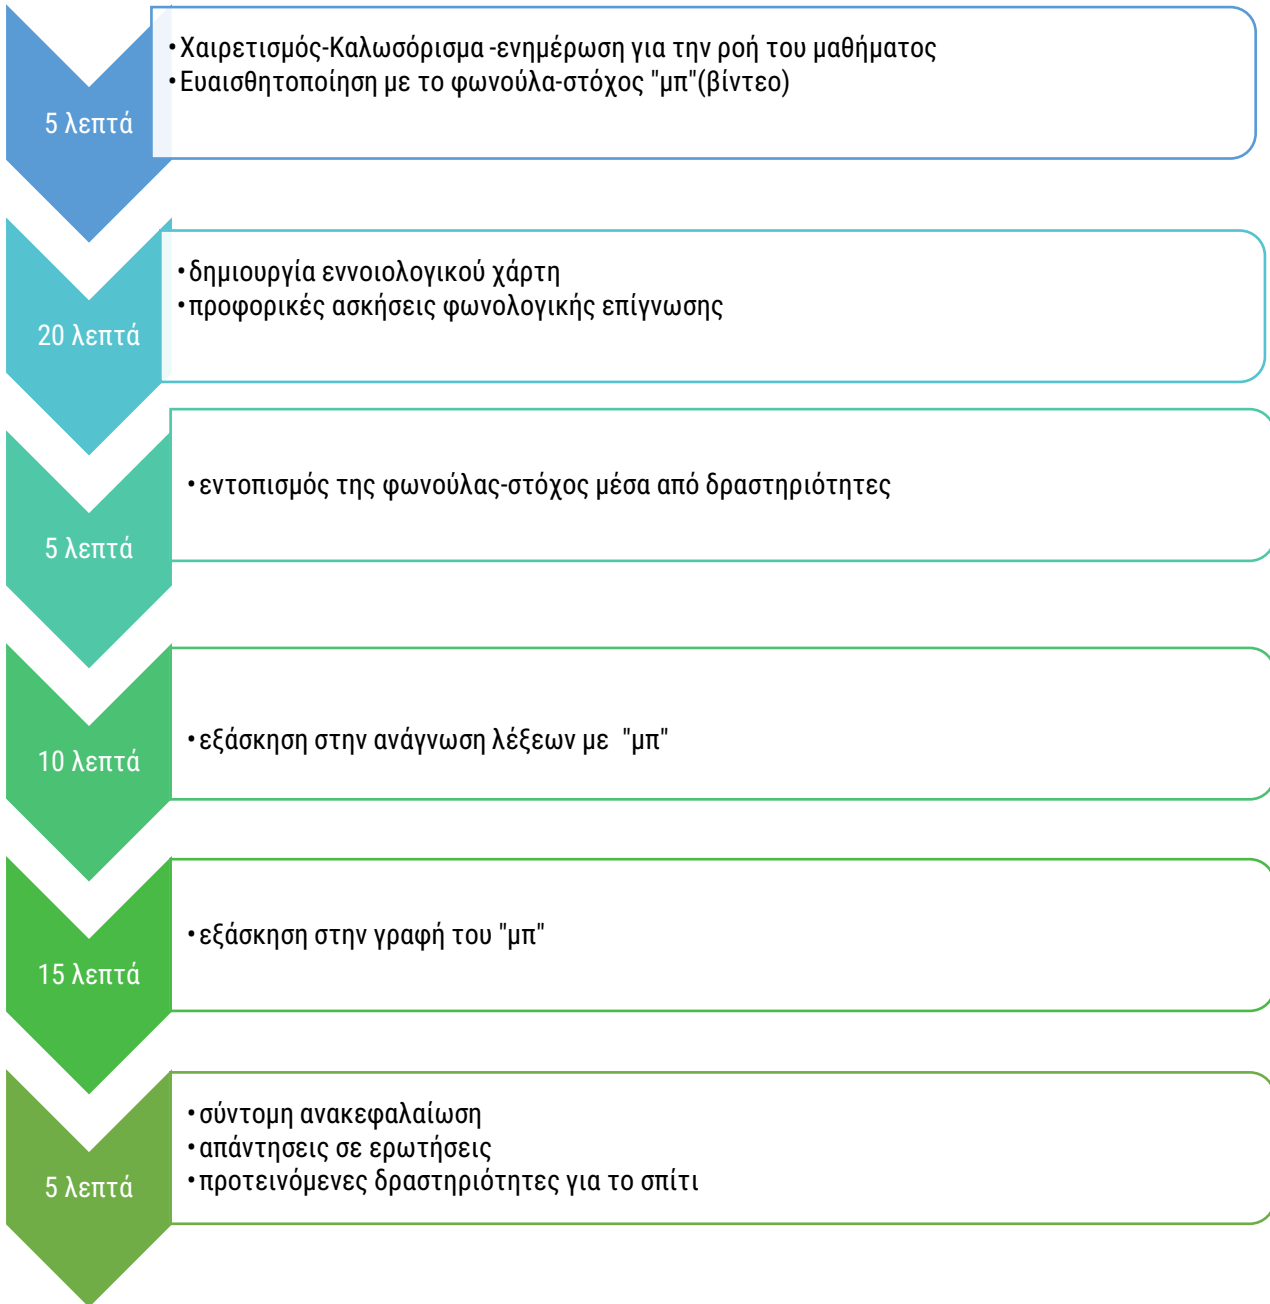 •Χαιρετισμός-Καλωσόρισμα -ενημέρωση για την ροή του μαθήματος
•Ευαισθητοποίηση με το φωνούλα-στόχος "μπ"(βίντεο)
5 λεπτά
•δημιουργία εννοιολογικού χάρτη
•προφορικές ασκήσεις φωνολογικής επίγνωσης
20 λεπτά
•εντοπισμός της φωνούλας-στόχος μέσα από δραστηριότητες
5 λεπτά
•εξάσκηση στην ανάγνωση λέξεων με "μπ"
10 λεπτά
•εξάσκηση στην γραφή του "μπ"
15 λεπτά
•σύντομη ανακεφαλαίωση
•απάντησεις σε ερωτήσεις
•προτεινόμενες δραστηριότητες για το σπίτι
5 λεπτά